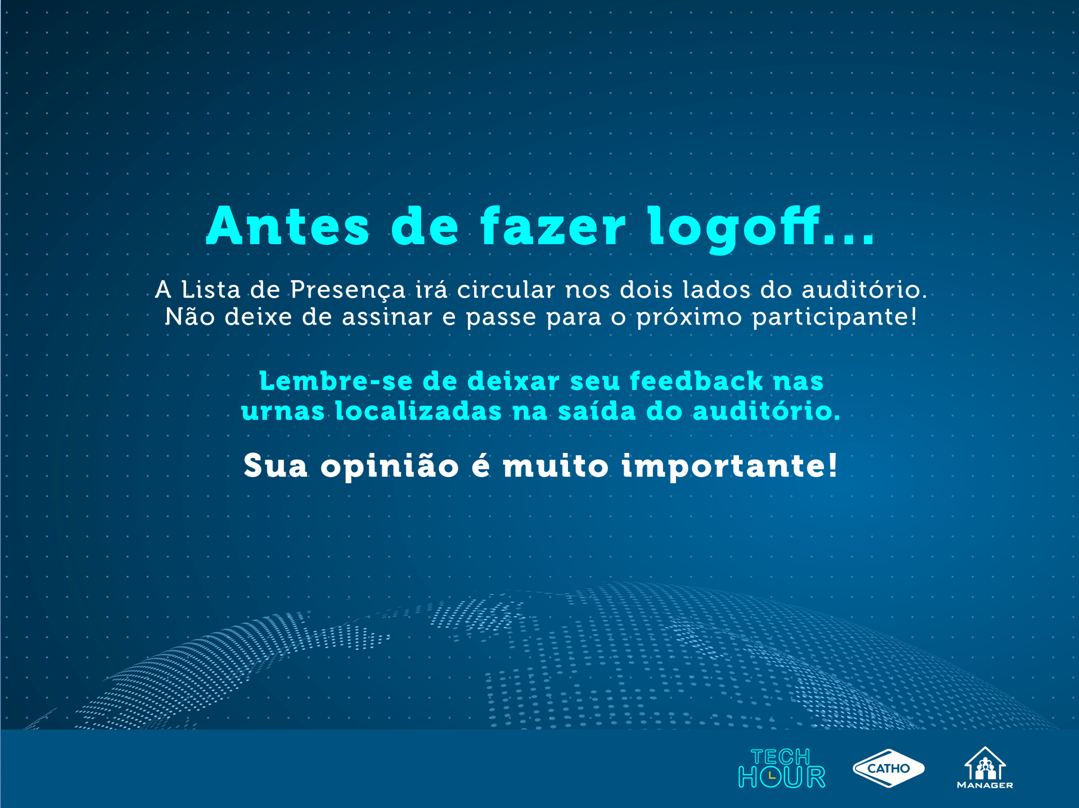 Antes de fazer logoff...
A Lista de Presença irá circular nos dois lados do auditório.
Não deixe de assinar e passe para o próximo participante!
Lembre-se de deixar seu feedback nas
urnas localizadas na saída do auditório.
Sua opinião é muito importante!
TECH
HOUR
CATHO
MANAGER